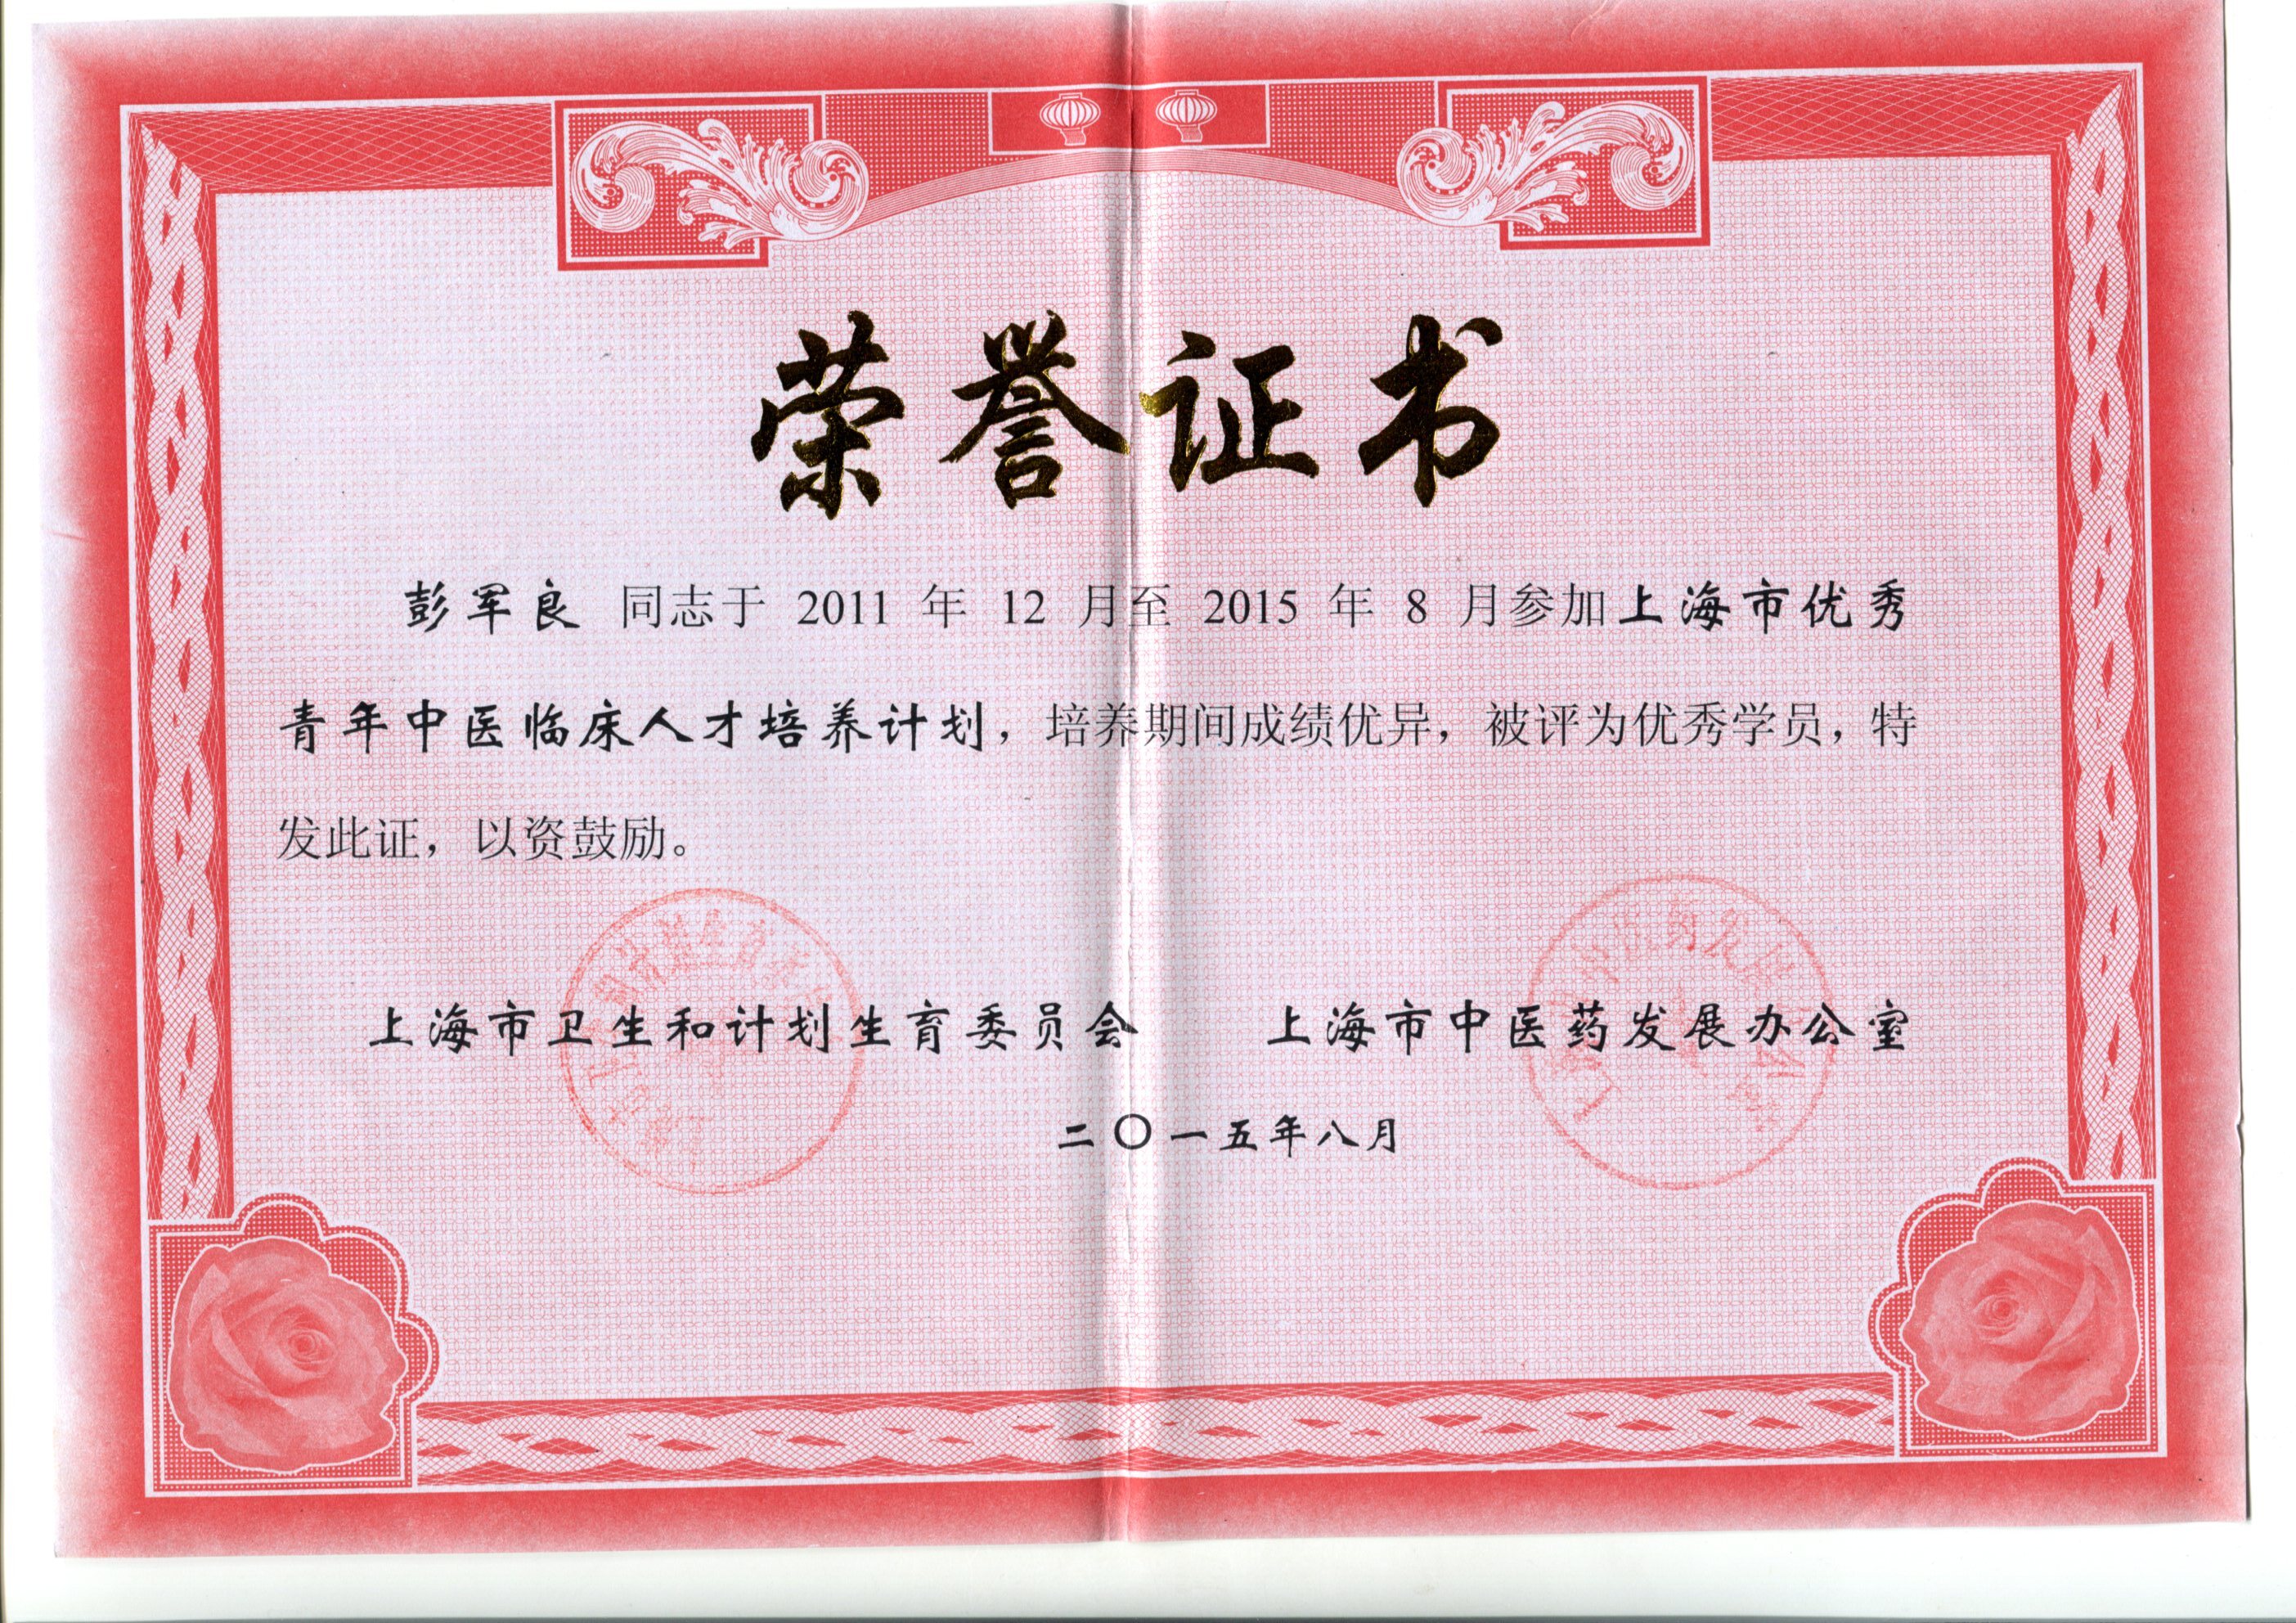 荣誉证书
彭军良 同志于 2011 年 12 月至 2015 年 8 月参加上海市优秀
青年中医临床人才培养计划，培养期间成绩优异，被评为优秀学员，特
发此证，以资鼓励。
上海市卫生和计划生育委员会 上海市中医药发展办公室
二〇一五年八月